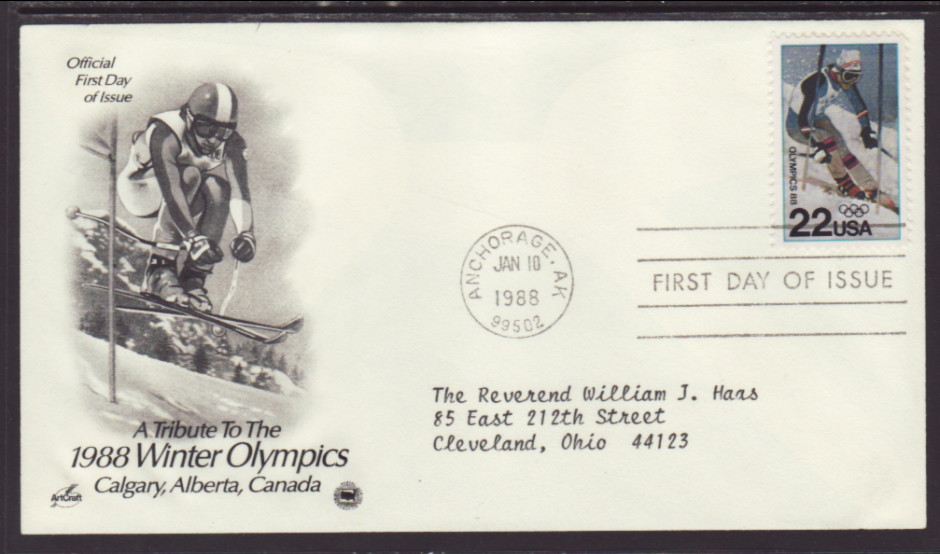 Official
First Day
of Issue
OLYMPICS 88
22USA
ANCHORAGE, AK
JAN 10
1988
99502
FIRST DAY OF ISSUE
The Reverend William J. Haas
85 East 212th Street
Cleveland, Ohio 44123
A Tribute To The
1988 Winter Olympics
Calgary, Alberta, Canada
ArtCraft